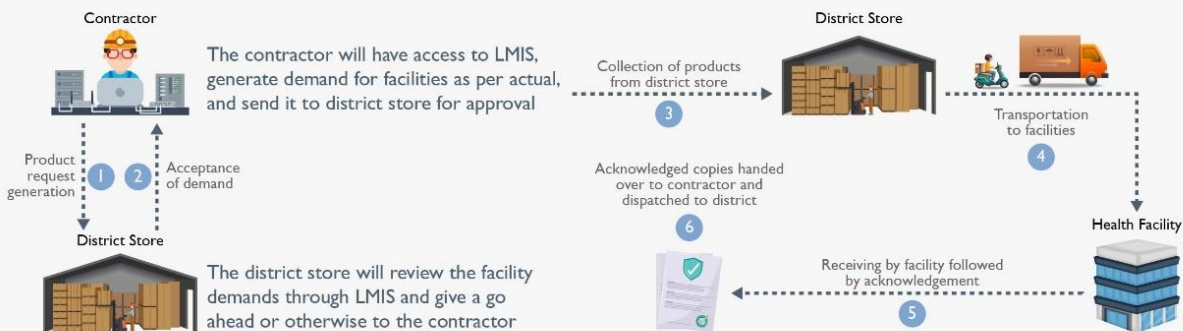 Contractor
The contractor will have access to LMIS,
generate demand for facilities as per actual,
and send it to district store for approval
Product
request
generation
1
2
Acceptance
of demand
District Store
The district store will review the facility
demands through LMIS and give a go
ahead or otherwise to the contractor
Collection of products
from district store
3
District Store
Transportation
to facilities
4
Health Facility
Receiving by facility followed
by acknowledgement
5
Acknowledged copies handed
over to contractor and
dispatched to district
6